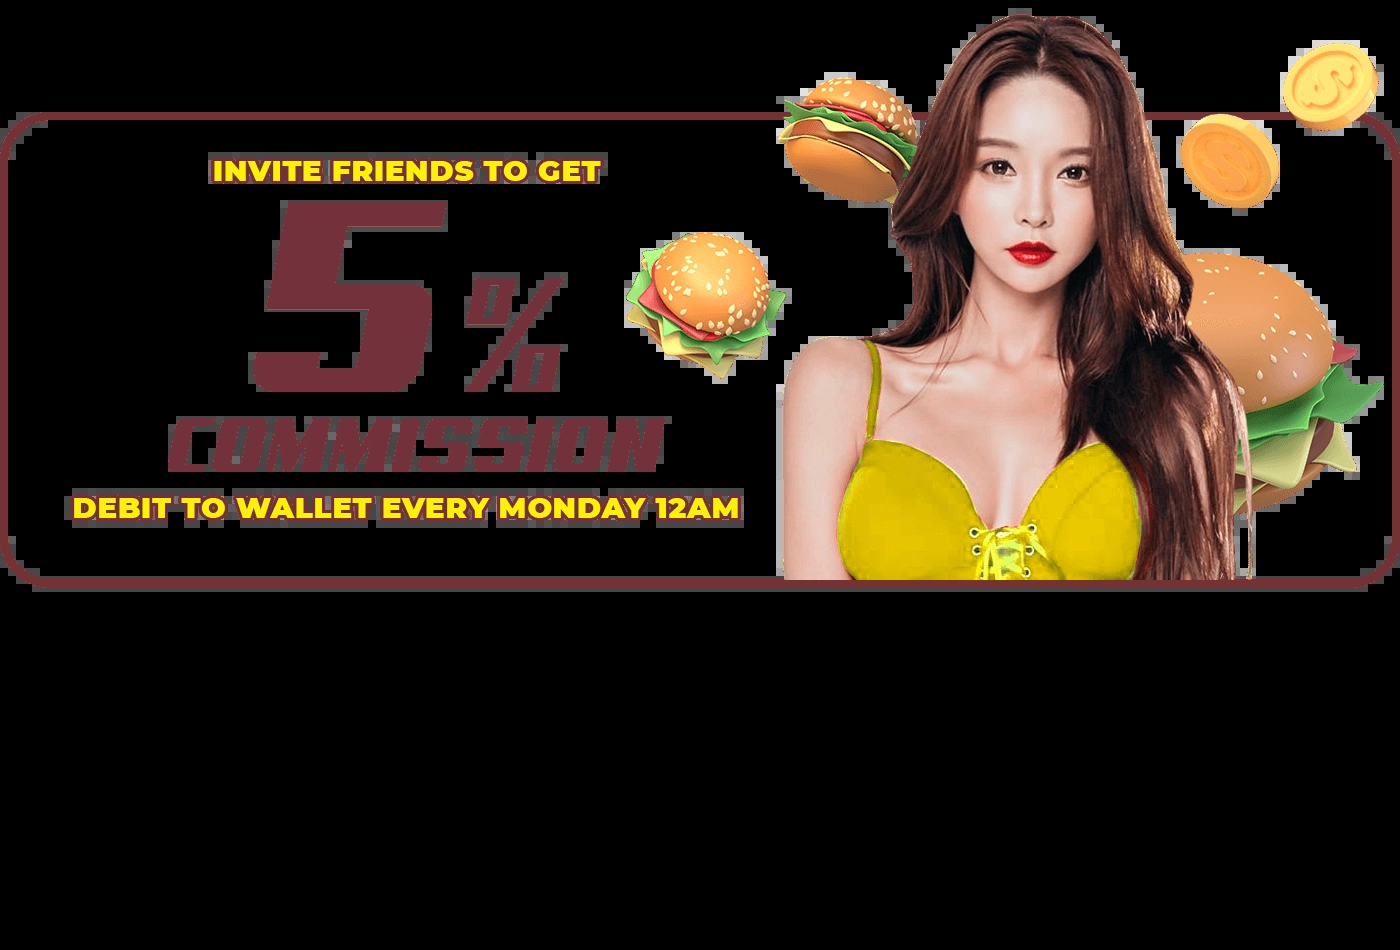 INVITE FRIENDS TO GET
5%
COMMISSION
DEBIT TO WALLET EVERY MONDAY 12AM